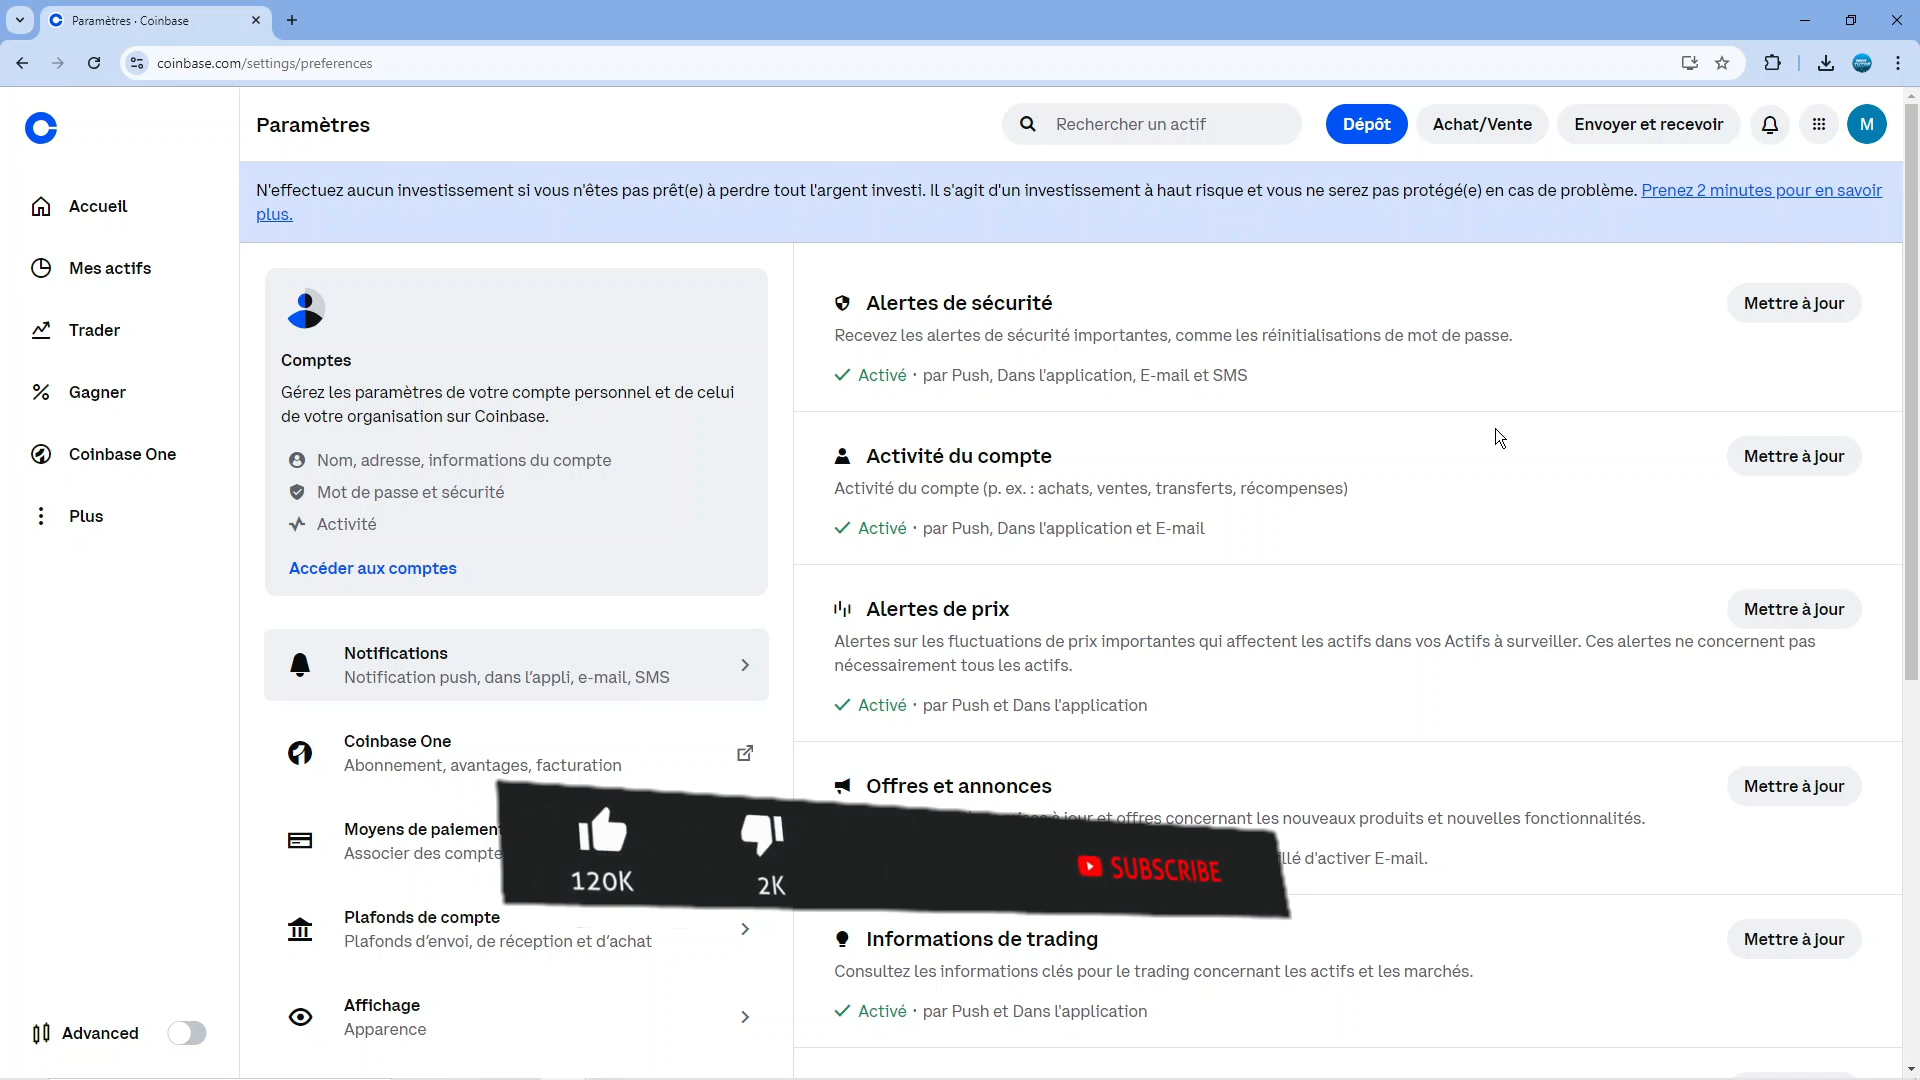 Paramètres - Coinbase
coinbase.com/settings/preferences
Paramètres
Rechercher un actif
Dépôt
Achat/Vente
Envoyer et recevoir
M
N'effectuez aucun investissement si vous n'êtes pas prêt(e) à perdre tout l'argent investi. Il s'agit d'un investissement à haut risque et vous ne serez pas protégé(e) en cas de problème. Prenez 2 minutes pour en savoir
plus.
Accueil
Mes actifs
Trader
Gagner
Coinbase One
Plus
Advanced
Comptes
Gérez les paramètres de votre compte personnel et de celui
de votre organisation sur Coinbase.
Nom, adresse, informations du compte
Mot de passe et sécurité
Activité
Accéder aux comptes
Notifications
Notification push, dans l'appli, e-mail, SMS
Coinbase One
Abonnement, avantages, facturation
Moyens de paiemen
Associer des compte
Plafonds de compte
Plafonds d'envoi, de réception et d'achat
Affichage
Apparence
Alertes de sécurité
Mettre à jour
Recevez les alertes de sécurité importantes, comme les réinitialisations de mot de passe.
Activé · par Push, Dans l'application, E-mail et SMS
Activité du compte
Mettre à jour
Activité du compte (p. ex. : achats, ventes, transferts, récompenses)
Activé · par Push, Dans l'application et E-mail
Alertes de prix
Mettre à jour
Alertes sur les fluctuations de prix importantes qui affectent les actifs dans vos Actifs à surveiller. Ces alertes ne concernent pas
nécessairement tous les actifs.
Activé · par Push et Dans l'application
Offres et annonces
Mettre à jour
à jour et offres concernant les nouveaux produits et nouvelles fonctionnalités.
d'activer E-mail.
Informations de trading
Mettre à jour
Consultez les informations clés pour le trading concernant les actifs et les marchés.
Activé · par Push et Dans l'application
120K
2K
SUBSCRIBE